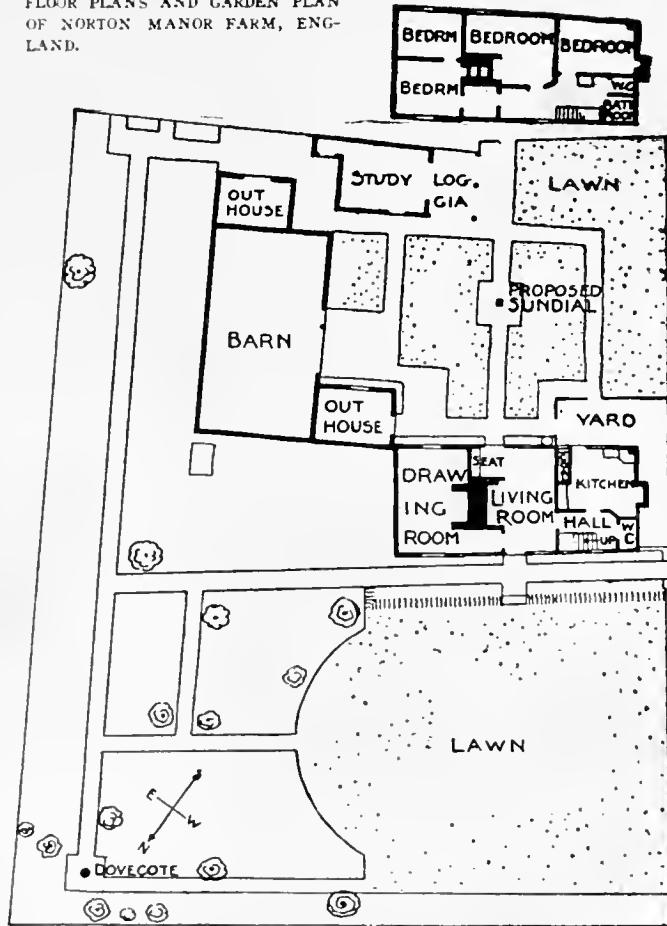 FLOOR PLANS AND GARDEN PLAN
OF NORTON MANOR FARM, ENG-
LAND.
BEDRM
BEDROOM
BEDROOM
BEDRM
W.C
BATH
ROOM
STUDY
LOG
GIA
LAWN
OUT
HOUSE
PROPOSED
SUNDIAL
BARN
OUT
HOUSE
YARD
DRAW
ING
ROOM
SEAT
LIVING
ROOM
KITCHEN
HALL
UP
W
C
LAWN
S
E
W
N
DOVECOTE